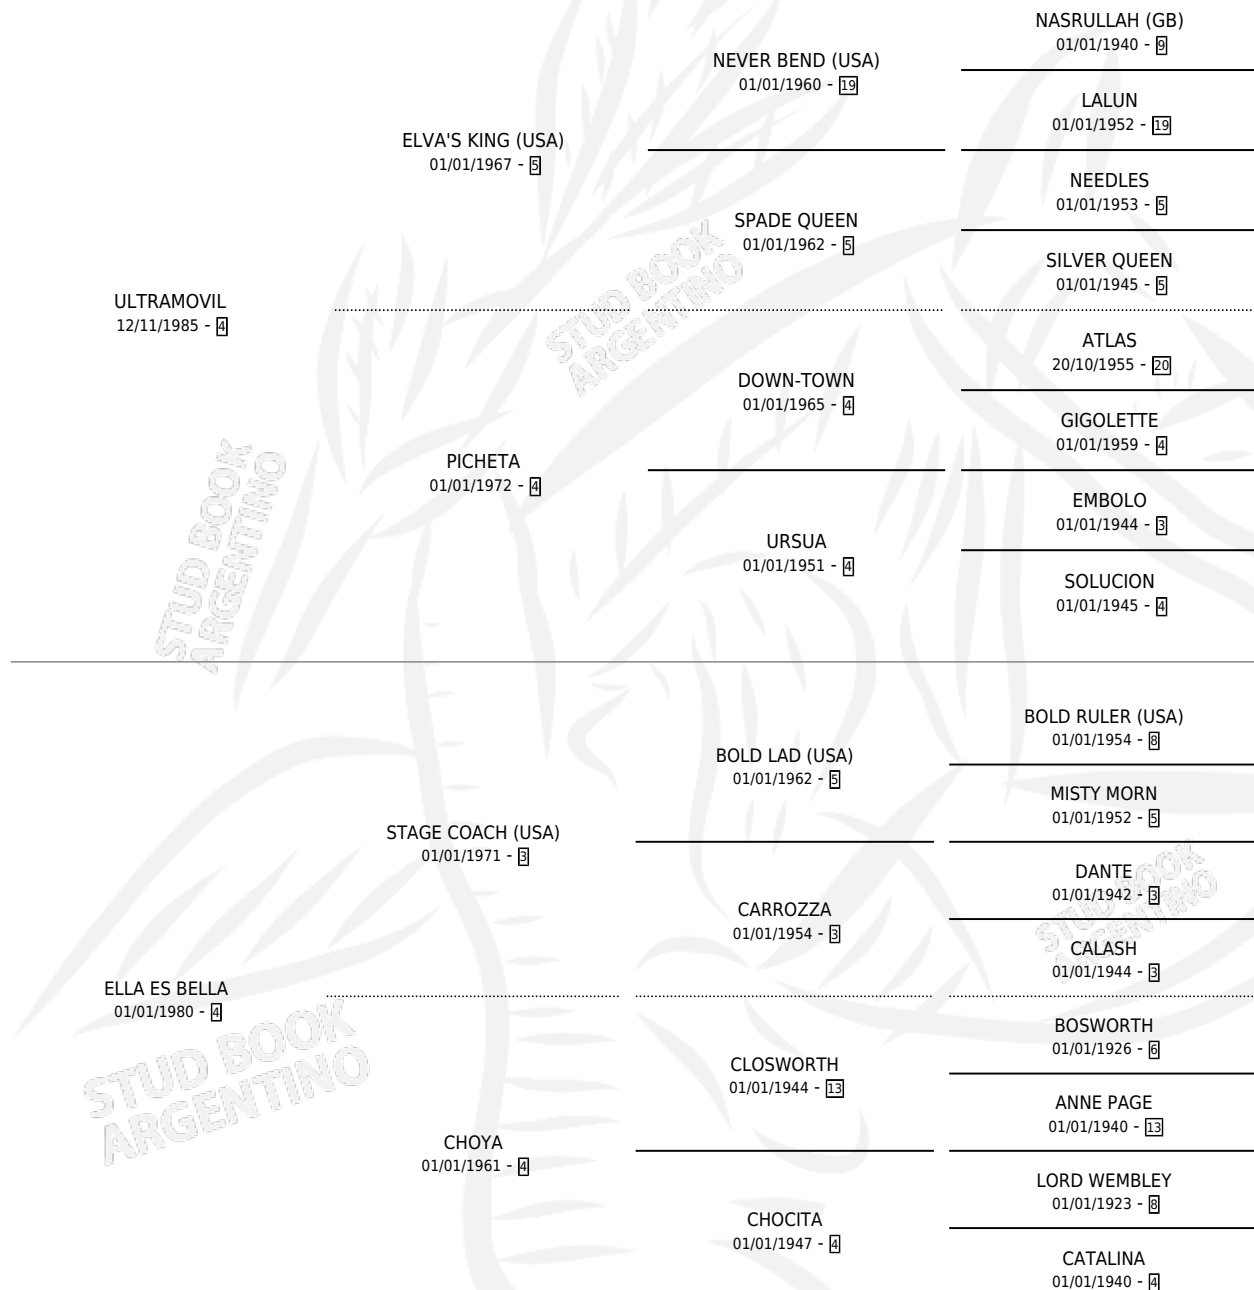 NASRULLAH (GB)
01/01/1940 - 9
NEVER BEND (USA)
01/01/1960 - 19
LALUN
01/01/1952 - 19
ELVA'S KING (USA)
01/01/1967 - 5
NEEDLES
01/01/1953 - 5
SPADE QUEEN
01/01/1962 - 5
SILVER QUEEN
01/01/1945 - 5
ULTRAMOVIL
12/11/1985 - 4
STUD BOOK
ARGENTINO
ATLAS
20/10/1955 - 20
DOWN-TOWN
01/01/1965 - 4
GIGOLETTE
01/01/1959 - 4
PICHETA
01/01/1972 - 4
EMBOLO
01/01/1944 - 3
URSUA
01/01/1951 - 4
SOLUCION
01/01/1945 - 4
STUD BOOK
ARGENTINO
BOLD RULER (USA)
01/01/1954 - 8
BOLD LAD (USA)
01/01/1962 - 5
MISTY MORN
01/01/1952 - 5
STAGE COACH (USA)
01/01/1971 - 3
DANTE
01/01/1942 - 3
CARROZZA
01/01/1954 - 3
CALASH
01/01/1944 - 3
STUD BOOK
ARGENTINO
ELLA ES BELLA
01/01/1980 - 4
BOSWORTH
01/01/1926 - 6
CLOSWORTH
01/01/1944 - 13
ANNE PAGE
01/01/1940 - 13
STUD BOOK
ARGENTINO
CHOYA
01/01/1961 - 4
LORD WEMBLEY
01/01/1923 - 8
CHOCITA
01/01/1947 - 4
CATALINA
01/01/1940 - 4